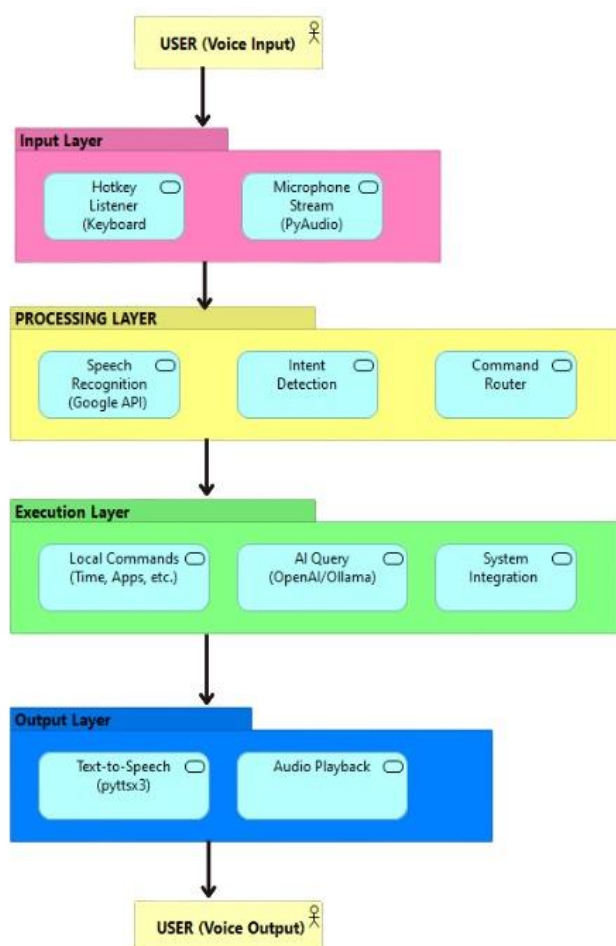 USER (Voice Input)
Input Layer
Hotkey
Listener
(Keyboard
Microphone
Stream
(PyAudio)
PROCESSING LAYER
Speech
Recognition
(Google API)
Intent
Detection
Command
Router
Execution Layer
Local Commands
(Time, Apps, etc.)
AI Query
(OpenAI/Ollama)
System
Integration
Output Layer
Text-to-Speech
(pyttsx3)
Audio Playback
USER (Voice Output)